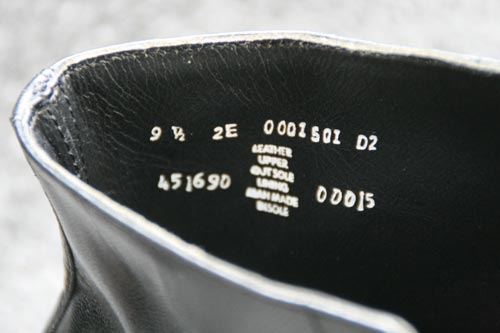 9 ½ 2E 0001501 D2
LEATHER
UPPER
OUTSOLE
LINING
MAN MADE
INSOLE
451690 00015